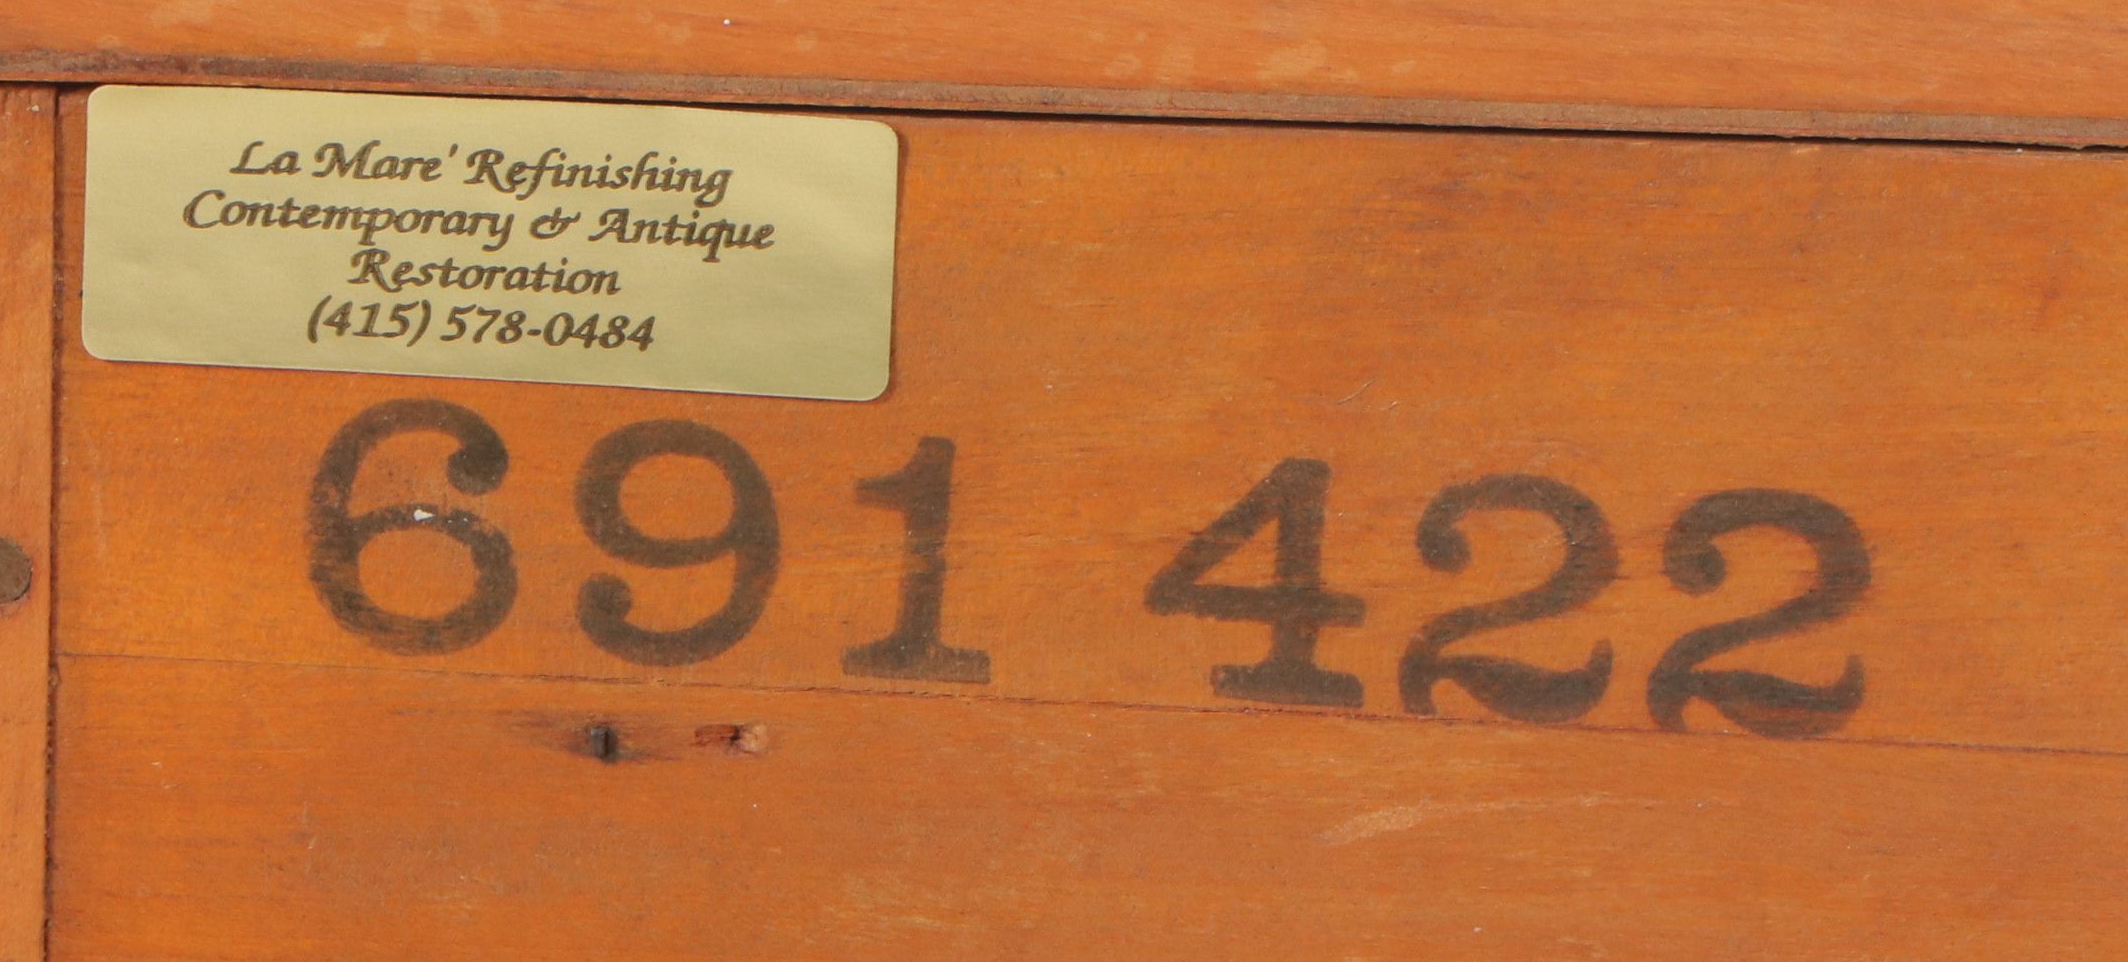 La Mare' Refinishing
Contemporary & Antique
Restoration
(415) 578-0484
691 422